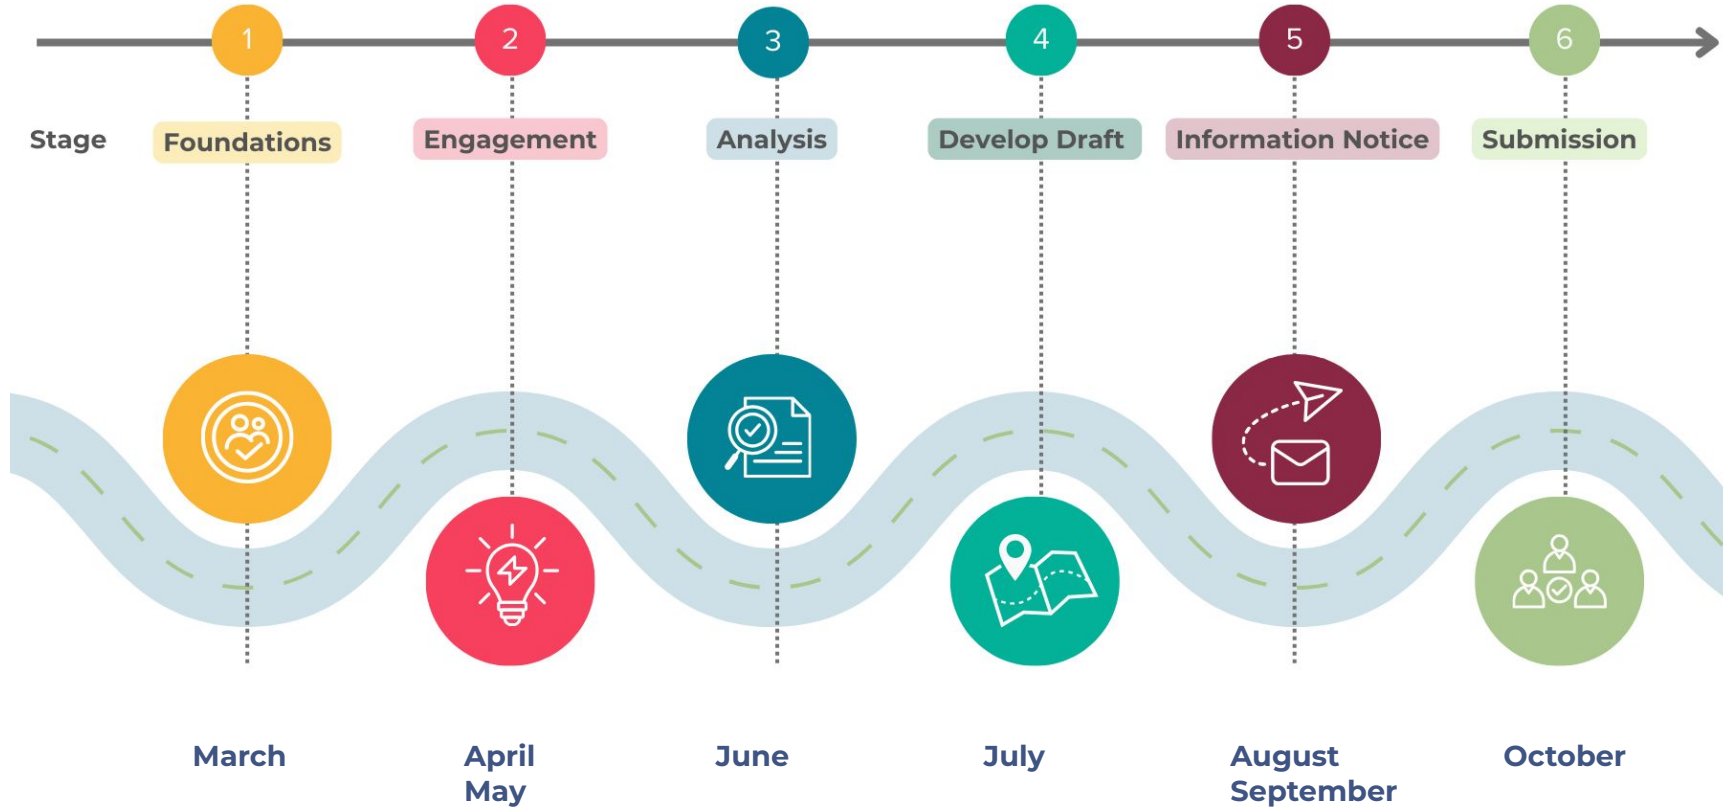 1 2 3 4 5 6
Stage Foundations Engagement Analysis Develop Draft Information Notice Submission
March April June July August October
May September